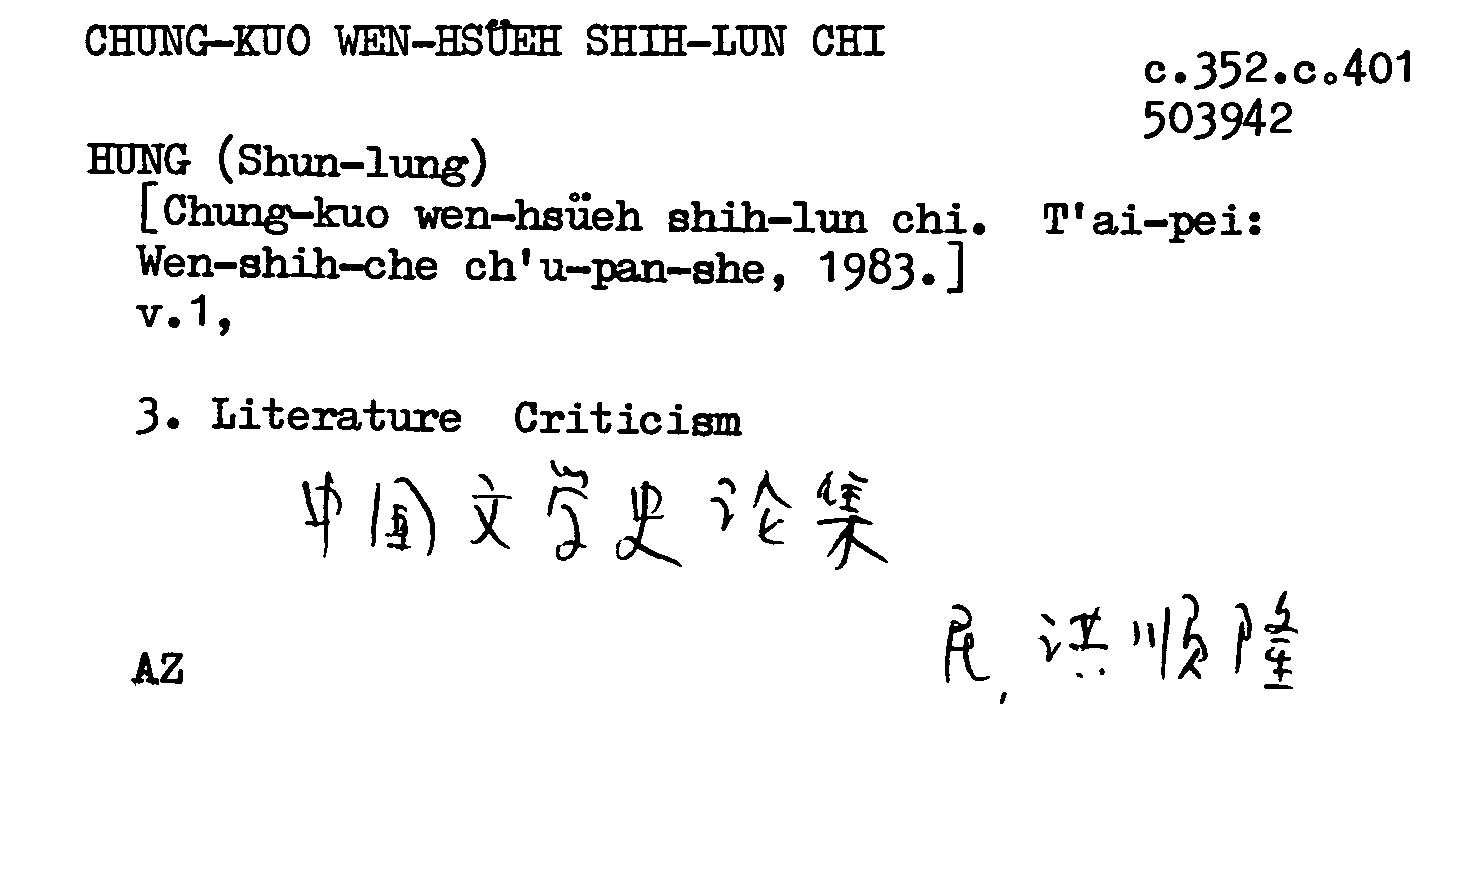 CHUNG-KUO WEN-HSÜEH SHIH-LUN CHI
c.352.c.401
503942
HUNG (Shun-lung)
[Chung-kuo wen-hsüeh shih-lun chi. T'ai-pei:
Wen-shih-che ch'u-pan-she, 1983.]
v.1,
3. Literature Criticism
中国文学史论集
民, 洪顺隆
AZ